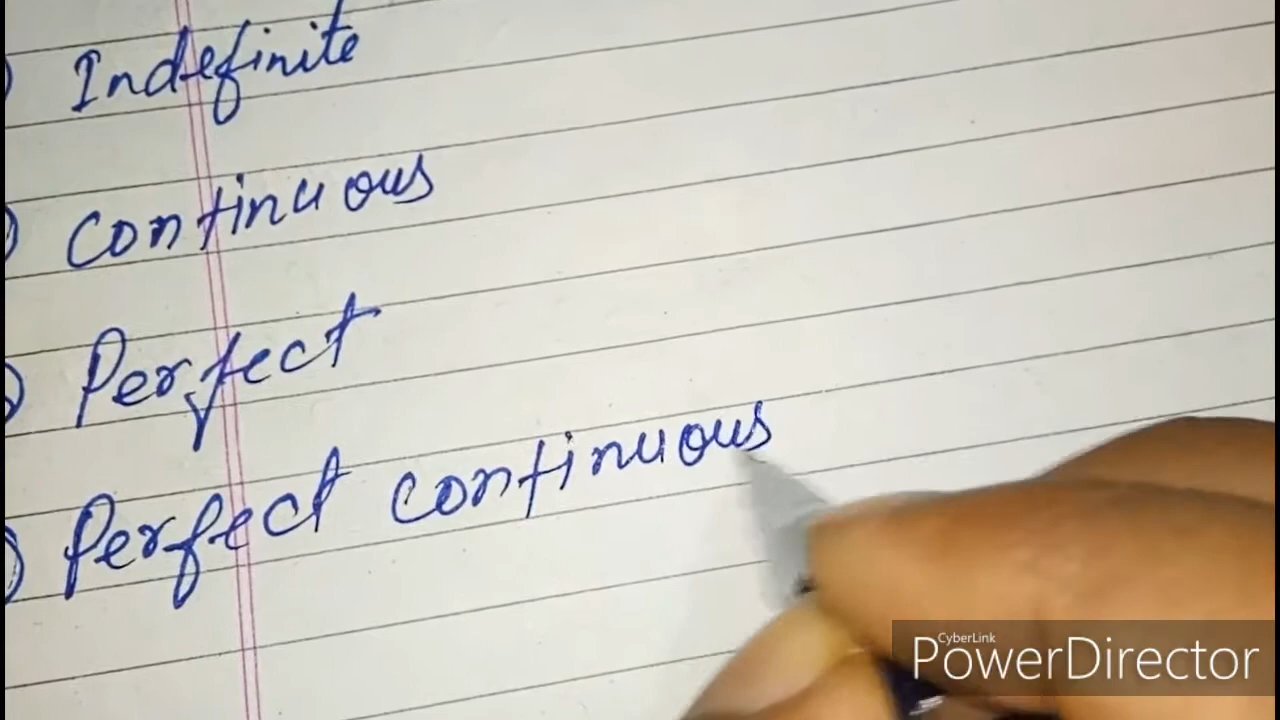 ) Indefinite
) Continuous
) Perfect
) Perfect continuous
CyberLink
PowerDirector